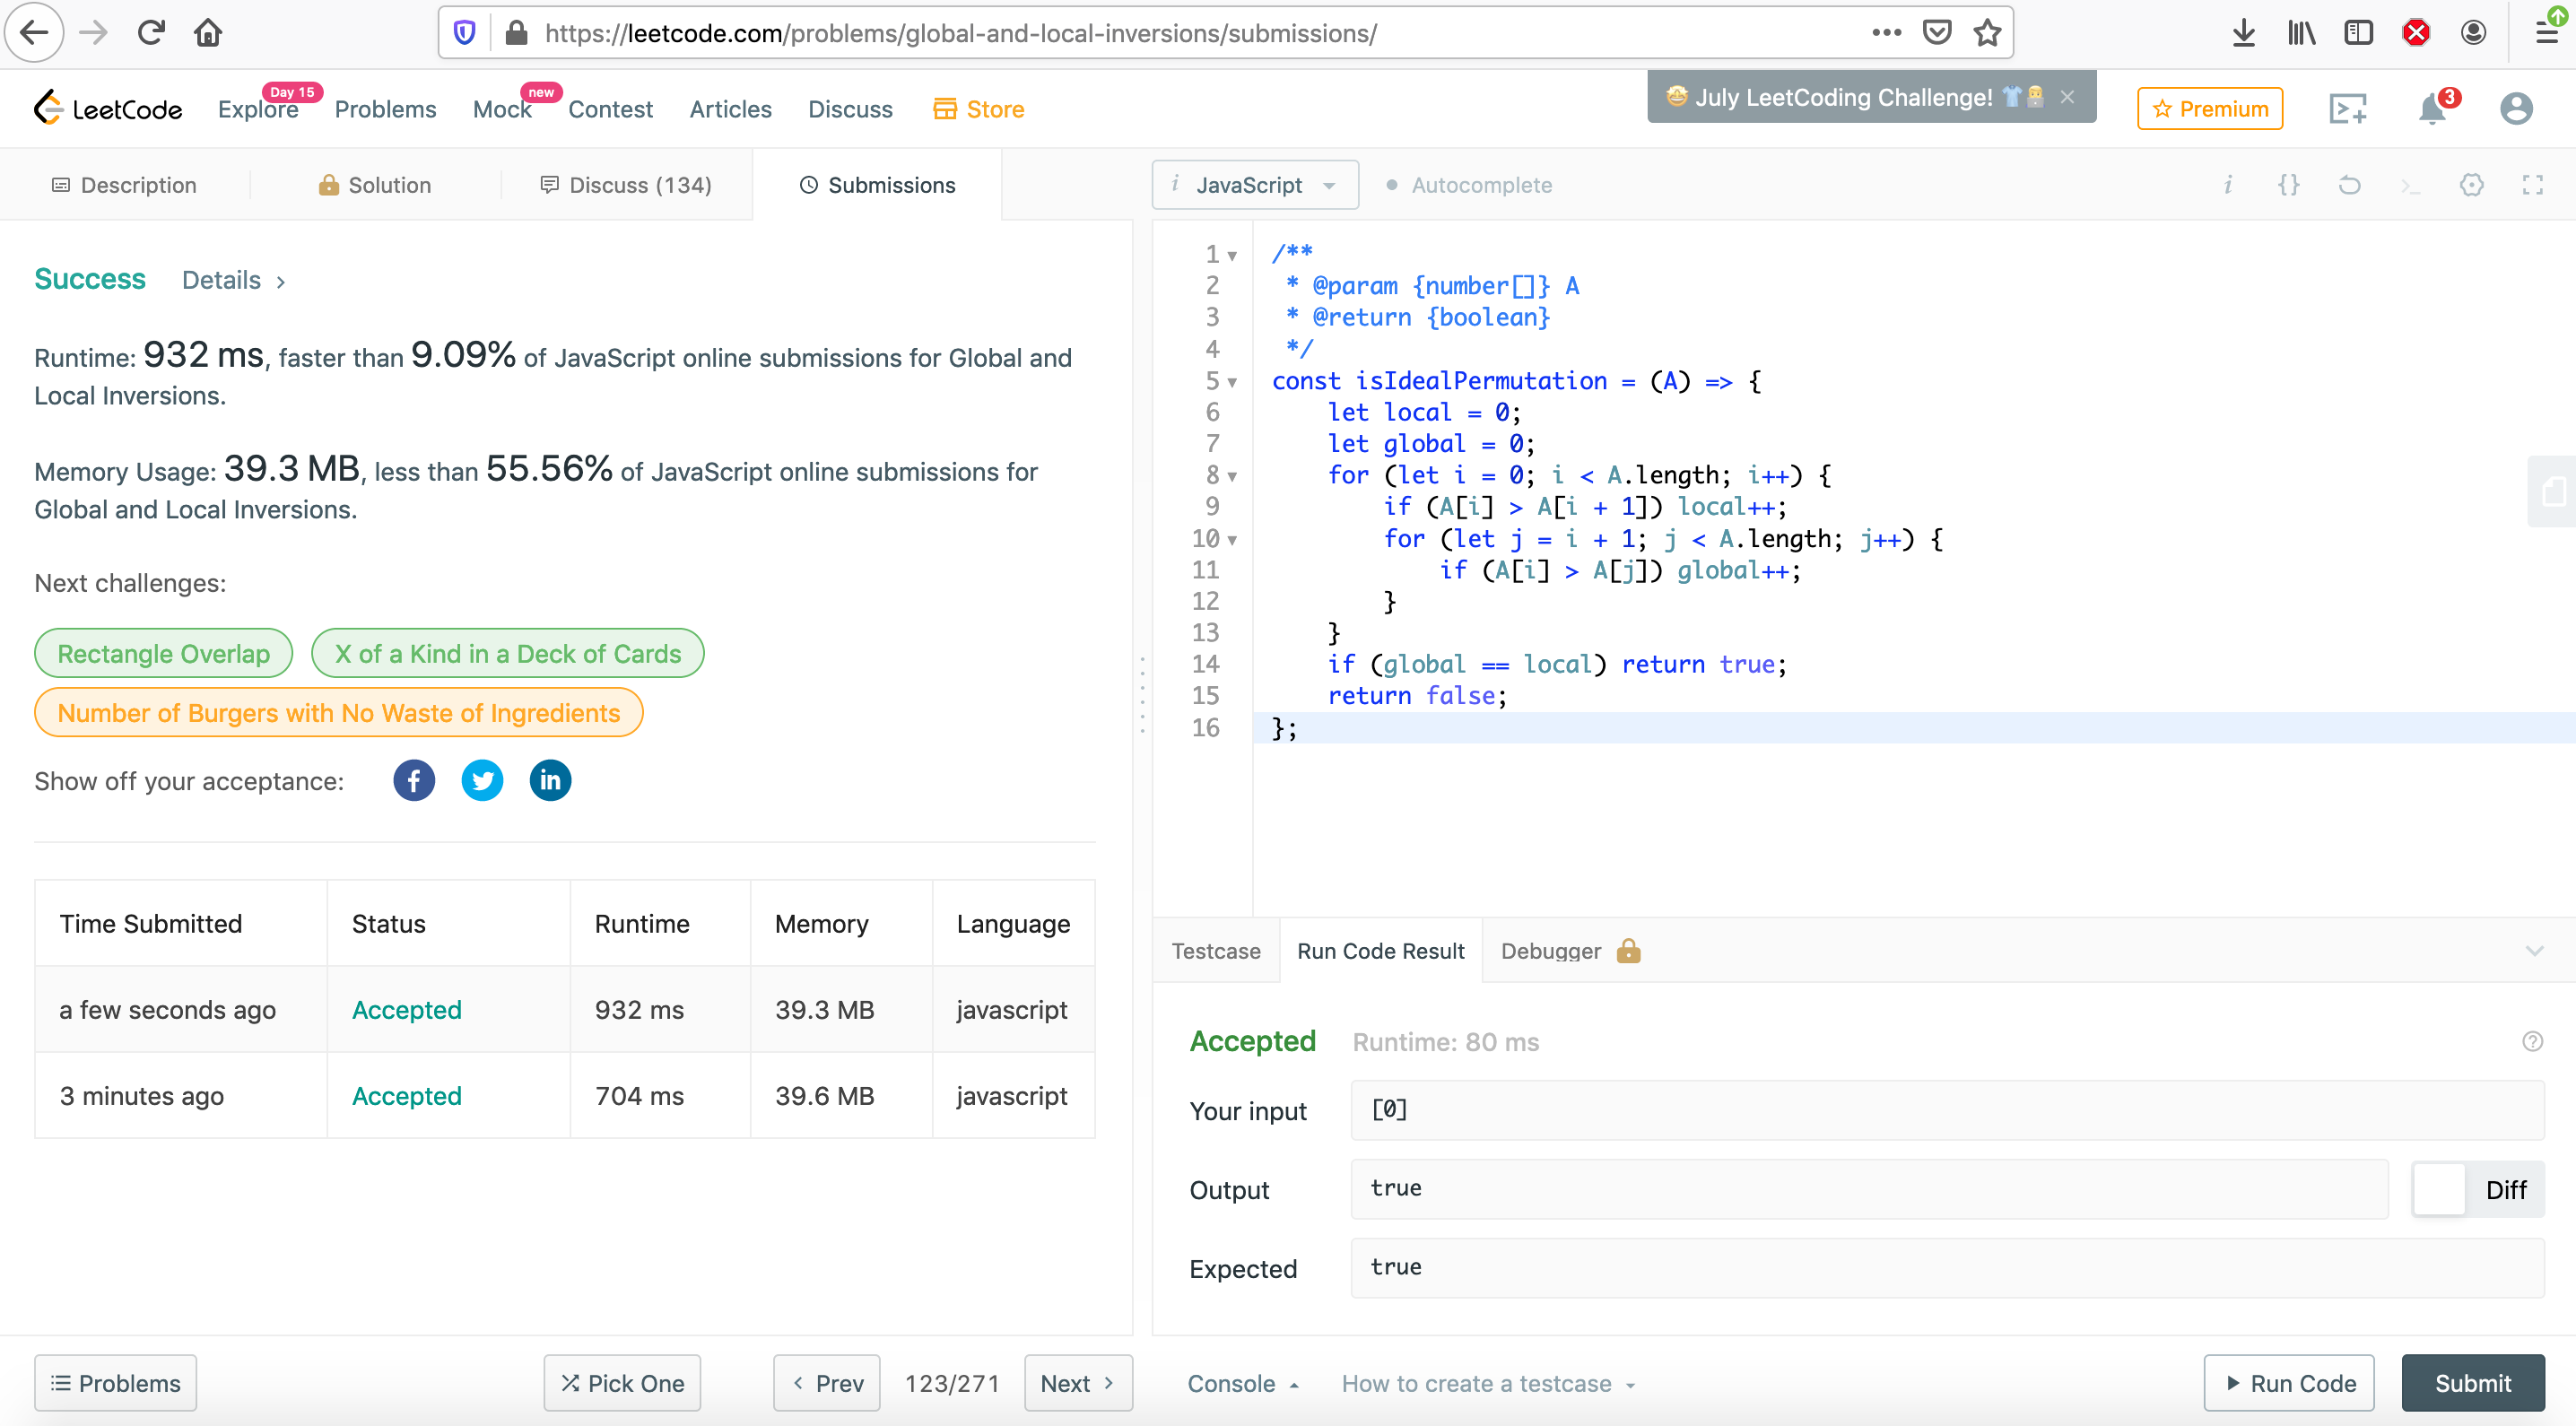 https://leetcode.com/problems/global-and-local-inversions/submissions/
LeetCode
Explore
Day 15
Problems
Mock
new
Contest
Articles
Discuss
Store
July LeetCoding Challenge!
Premium
3
Description
Solution
Discuss (134)
Submissions
i JavaScript
Autocomplete
i {}
Success Details >
Runtime: 932 ms, faster than 9.09% of JavaScript online submissions for Global and
Local Inversions.
Memory Usage: 39.3 MB, less than 55.56% of JavaScript online submissions for
Global and Local Inversions.
Next challenges:
Rectangle Overlap X of a Kind in a Deck of Cards
Number of Burgers with No Waste of Ingredients
Show off your acceptance:
f
in
Time Submitted Status Runtime Memory Language
a few seconds ago Accepted 932 ms 39.3 MB javascript
3 minutes ago Accepted 704 ms 39.6 MB javascript
1 /**
2 * @param {number[]} A
3 * @return {boolean}
4 */
5 const isIdealPermutation = (A) => {
6 let local = 0;
7 let global = 0;
8 for (let i = 0; i < A.length; i++) {
9 if (A[i] > A[i + 1]) local++;
10 for (let j = i + 1; j < A.length; j++) {
11 if (A[i] > A[j]) global++;
12 }
13 }
14 if (global == local) return true;
15 return false;
16 };
Testcase Run Code Result Debugger
Accepted Runtime: 80 ms
?
Your input [0]
Output true Diff
Expected true
Problems Pick One < Prev 123/271 Next > Console How to create a testcase Run Code Submit